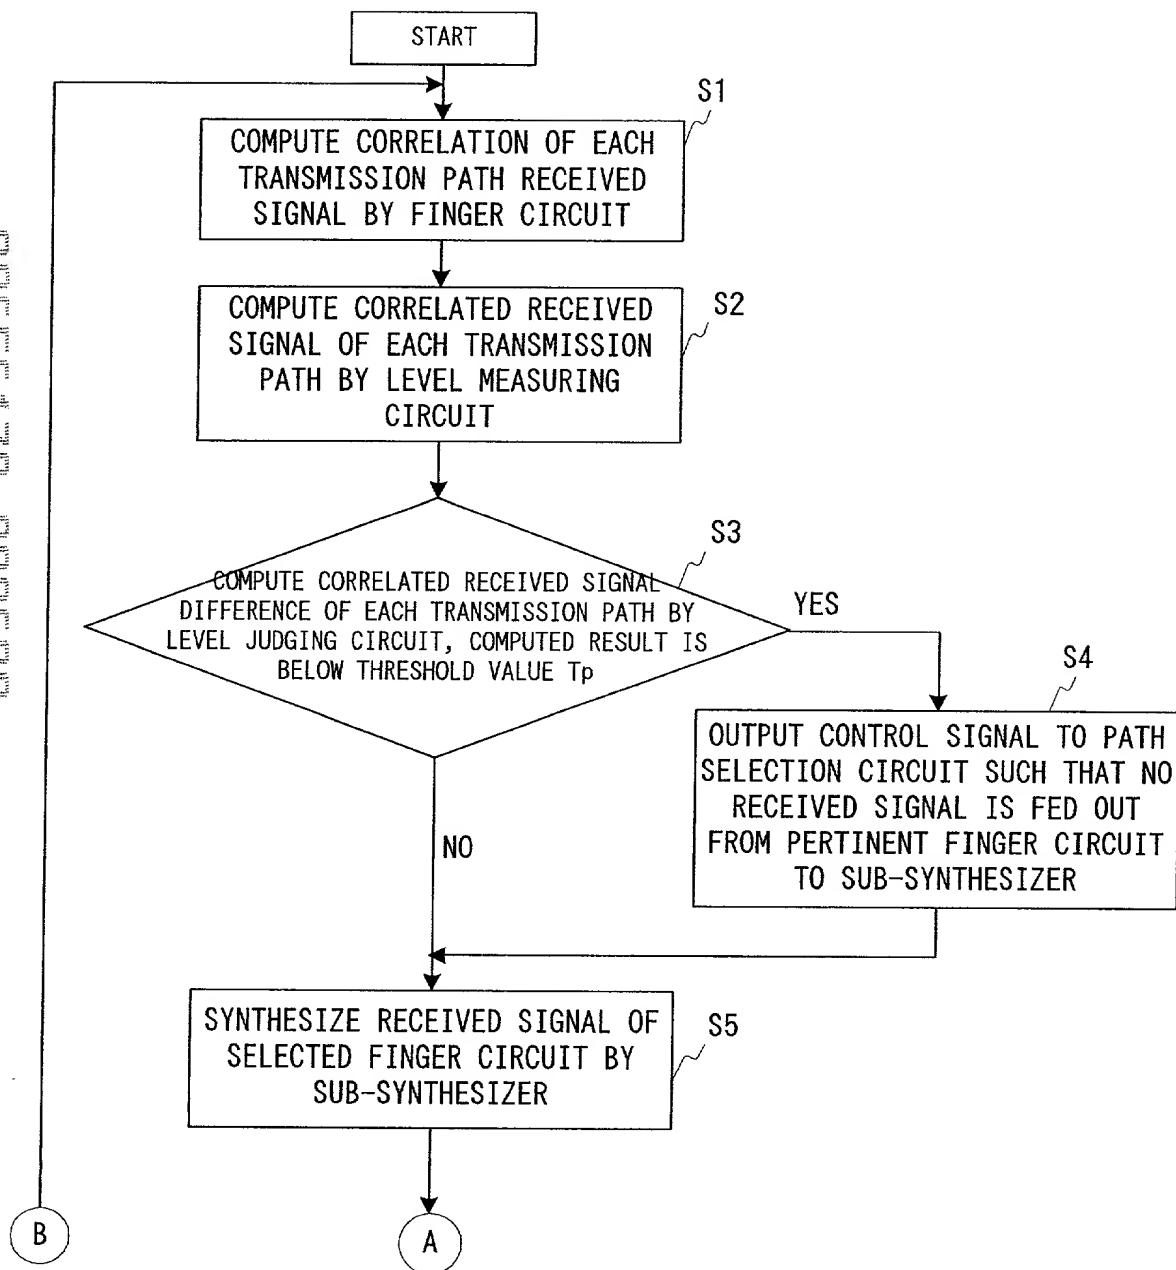 START
S1
COMPUTE CORRELATION OF EACH
TRANSMISSION PATH RECEIVED
SIGNAL BY FINGER CIRCUIT
S2
COMPUTE CORRELATED RECEIVED
SIGNAL OF EACH TRANSMISSION
PATH BY LEVEL MEASURING
CIRCUIT
S3
COMPUTE CORRELATED RECEIVED SIGNAL
DIFFERENCE OF EACH TRANSMISSION PATH BY
LEVEL JUDGING CIRCUIT, COMPUTED RESULT IS
BELOW THRESHOLD VALUE Tp
YES
S4
OUTPUT CONTROL SIGNAL TO PATH
SELECTION CIRCUIT SUCH THAT NO
RECEIVED SIGNAL IS FED OUT
FROM PERTINENT FINGER CIRCUIT
TO SUB-SYNTHESIZER
NO
SYNTHESIZE RECEIVED SIGNAL OF
SELECTED FINGER CIRCUIT BY
SUB-SYNTHESIZER
S5
B
A